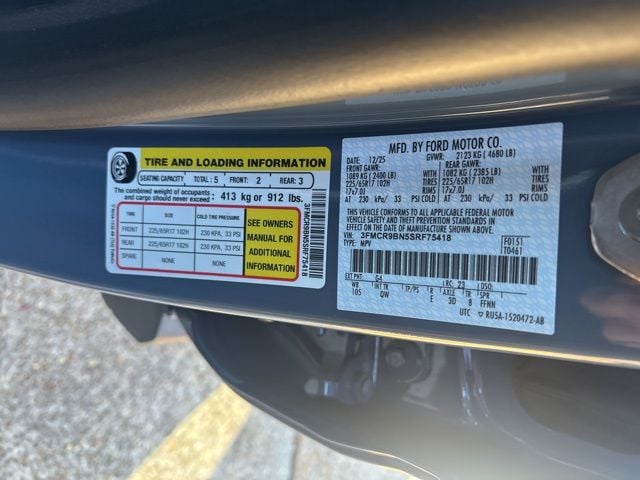 TIRE AND LOADING INFORMATION
SEATING CAPACITY TOTAL: 5 FRONT: 2 REAR: 3
The combined weight of occupants and cargo should never exceed: 413 kg or 912 lbs.
TIRE SIZE COLD TIRE PRESSURE
FRONT 225/65R17 102H 230 KPA, 33 PSI
REAR 225/65R17 102H 230 KPA, 33 PSI
SPARE NONE
SEE OWNERS
MANUAL FOR
ADDITIONAL
INFORMATION
3FMCR9BN5SRF75418
MFD. BY FORD MOTOR CO.
DATE: 12/25 GVWR: 2123 KG ( 4680 LB)
FRONT GAWR: REAR GAWR:
1089 KG ( 2400 LB) WITH 1082 KG ( 2385 LB) WITH
225/65R17 102H TIRES 225/65R17 102H TIRES
17x7.0J RIMS 17x7.0J RIMS
AT 230 kPa/ 33 PSI COLD AT 230 kPa/ 33 PSI COLD
THIS VEHICLE CONFORMS TO ALL APPLICABLE FEDERAL MOTOR
VEHICLE SAFETY AND THEFT PREVENTION STANDARDS IN
EFFECT ON THE DATE OF MANUFACTURE SHOWN ABOVE.
VIN: 3FMCR9BN5SRF75418
TYPE: MPV
F0151
T0461
EXT PNT: G4 RC: 23 DSO:
WB INT TR TP/PS R AXLE TR SPR
105 QW E 3D 8 FFNN
UTC ▽ RU5A-1520472-AB